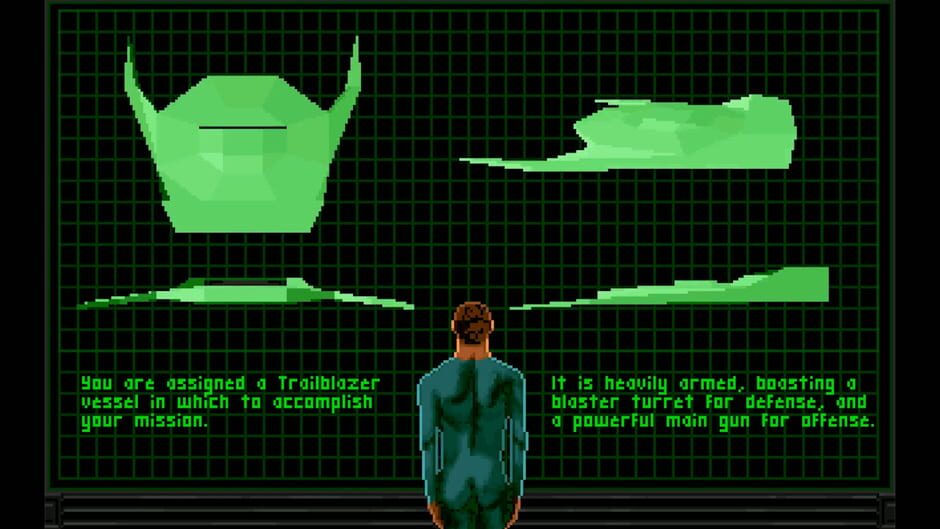 You are assigned a Trailblazer
vessel in which to accomplish
your mission.
It is heavily armed, boasting a
blaster turret for defense, and
a powerful main gun for offense.